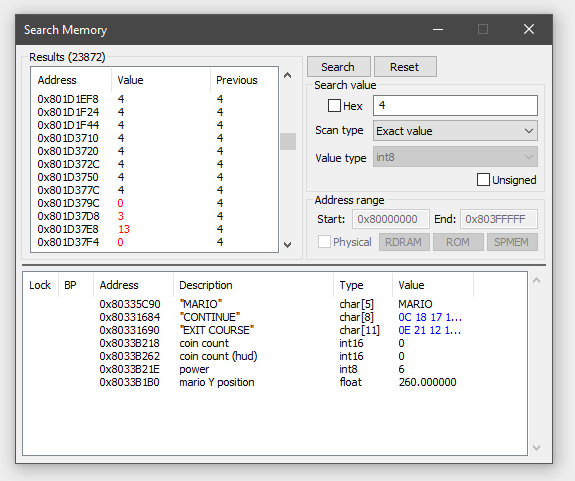 Search Memory
Results (23872)
Address Value Previous
0x801D1EF8 4 4
0x801D1F24 4 4
0x801D1F44 4 4
0x801D3710 4 4
0x801D3720 4 4
0x801D372C 4 4
0x801D3750 4 4
0x801D377C 4 4
0x801D379C 0 4
0x801D37D8 3 4
0x801D37E8 13 4
0x801D37F4 0 4
Search Reset
Search value
Hex 4
Scan type Exact value
Value type int8
Unsigned
Address range
Start: 0x80000000 End: 0x803FFFFF
Physical RDRAM ROM SPMEM
Lock BP Address Description Type Value
0x80335C90 "MARIO" char[5] MARIO
0x80331684 "CONTINUE" char[8] 0C 18 17 1...
0x80331690 "EXIT COURSE" char[11] 0E 21 12 1...
0x8033B218 coin count int16 0
0x8033B262 coin count (hud) int16 0
0x8033B21E power int8 6
0x8033B1B0 mario Y position float 260.000000